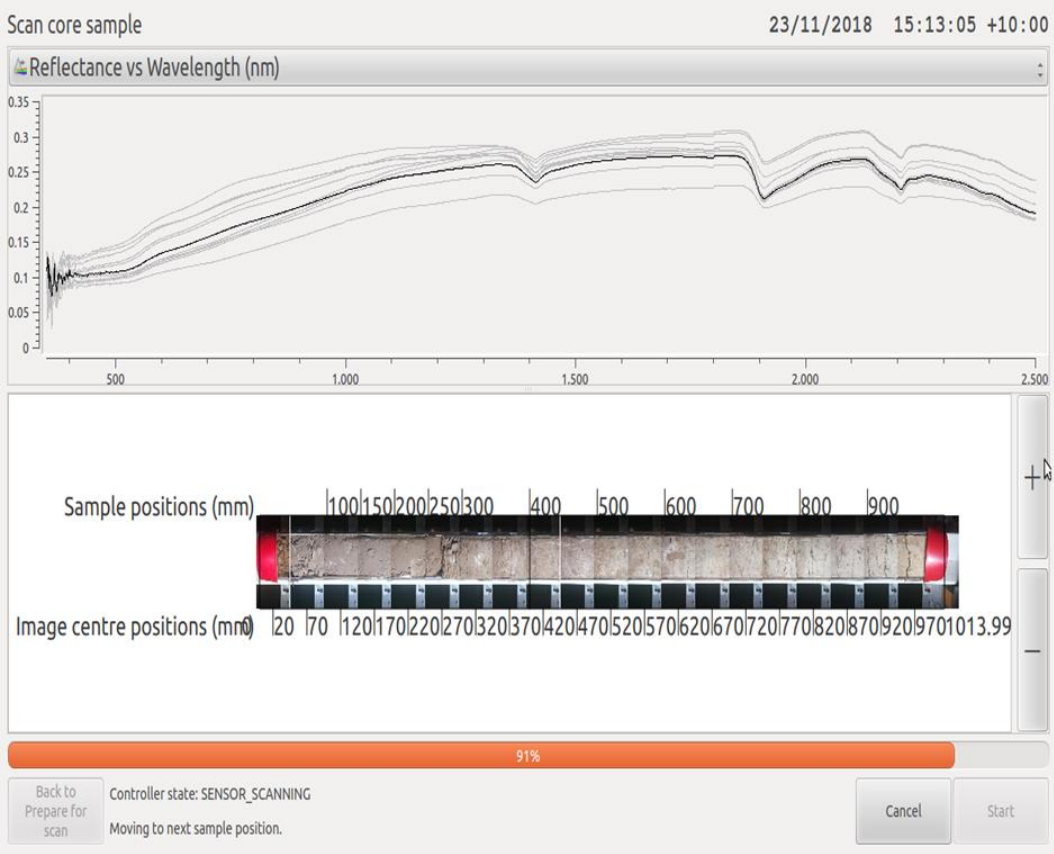 Scan core sample 23/11/2018 15:13:05 +10:00
Reflectance vs Wavelength (nm)
0.35
0.3
0.25
0.2
0.15
0.1
0.05
0
500 1.000 1.500 2.000 2.500
Sample positions (mm) 100 150 200 250 300 400 500 600 700 800 900
Image centre positions (mm) 0 20 70 120 170 220 270 320 370 420 470 520 570 620 670 720 770 820 870 920 970 1013.99
+
−
91%
Back to
Prepare for
scan
Controller state: SENSOR_SCANNING
Moving to next sample position.
Cancel Start